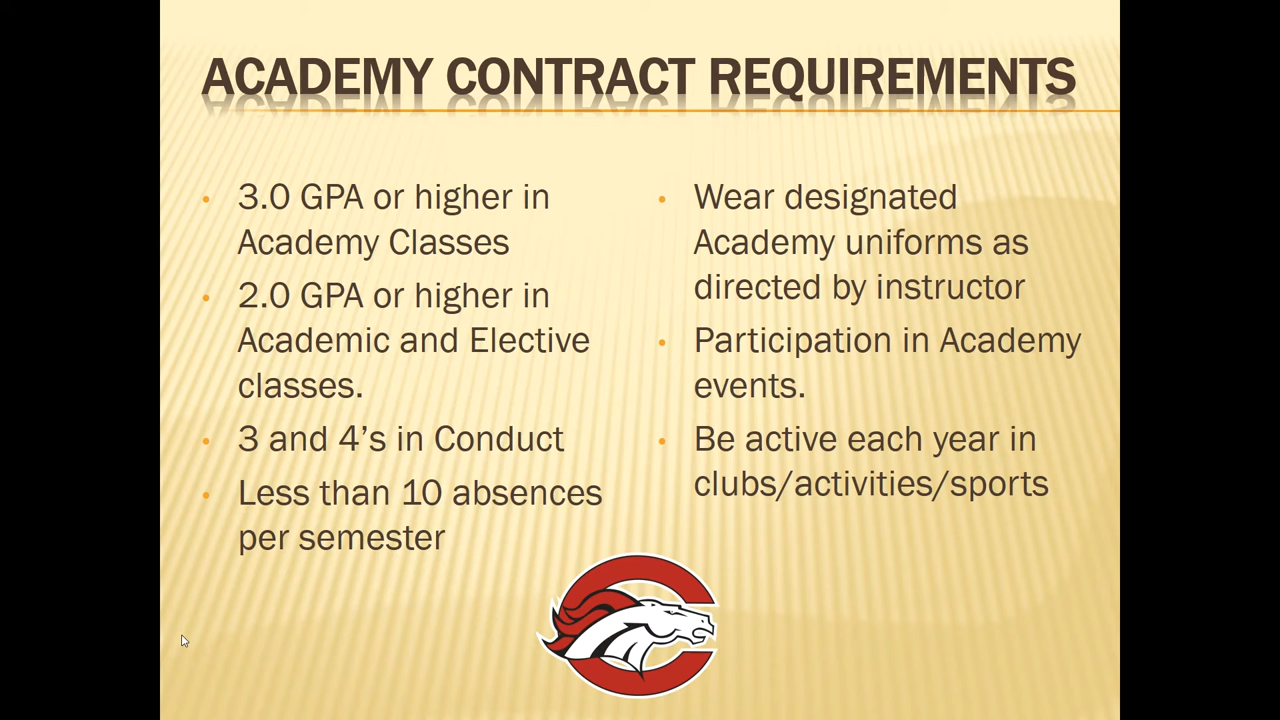 ACADEMY CONTRACT REQUIREMENTS
• 3.0 GPA or higher in
Academy Classes
• 2.0 GPA or higher in
Academic and Elective
classes.
• 3 and 4’s in Conduct
• Less than 10 absences
per semester
• Wear designated
Academy uniforms as
directed by instructor
• Participation in Academy
events.
• Be active each year in
clubs/activities/sports
C